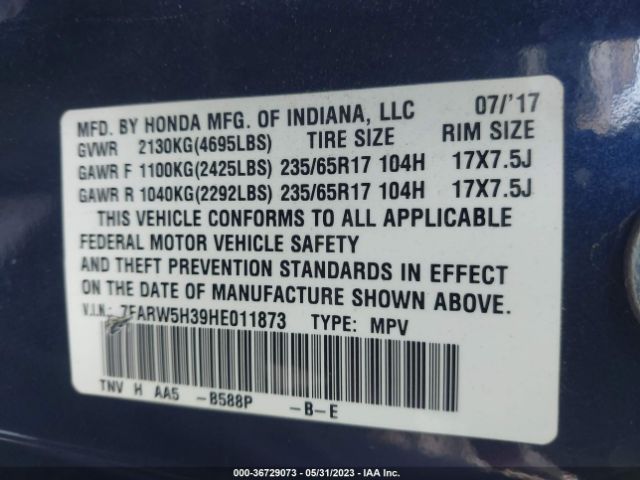 MFD. BY HONDA MFG. OF INDIANA, LLC 07/'17
GVWR 2130KG(4695LBS) TIRE SIZE RIM SIZE
GAWR F 1100KG(2425LBS) 235/65R17 104H 17X7.5J
GAWR R 1040KG(2292LBS) 235/65R17 104H 17X7.5J
THIS VEHICLE CONFORMS TO ALL APPLICABLE
FEDERAL MOTOR VEHICLE SAFETY
AND THEFT PREVENTION STANDARDS IN EFFECT
ON THE DATE OF MANUFACTURE SHOWN ABOVE.
V.I.N.: 7FARW5H39HE011873 TYPE: MPV
TNV H AA5 -B588P -B-E
000-36729073 - 05/31/2023 - IAA Inc.